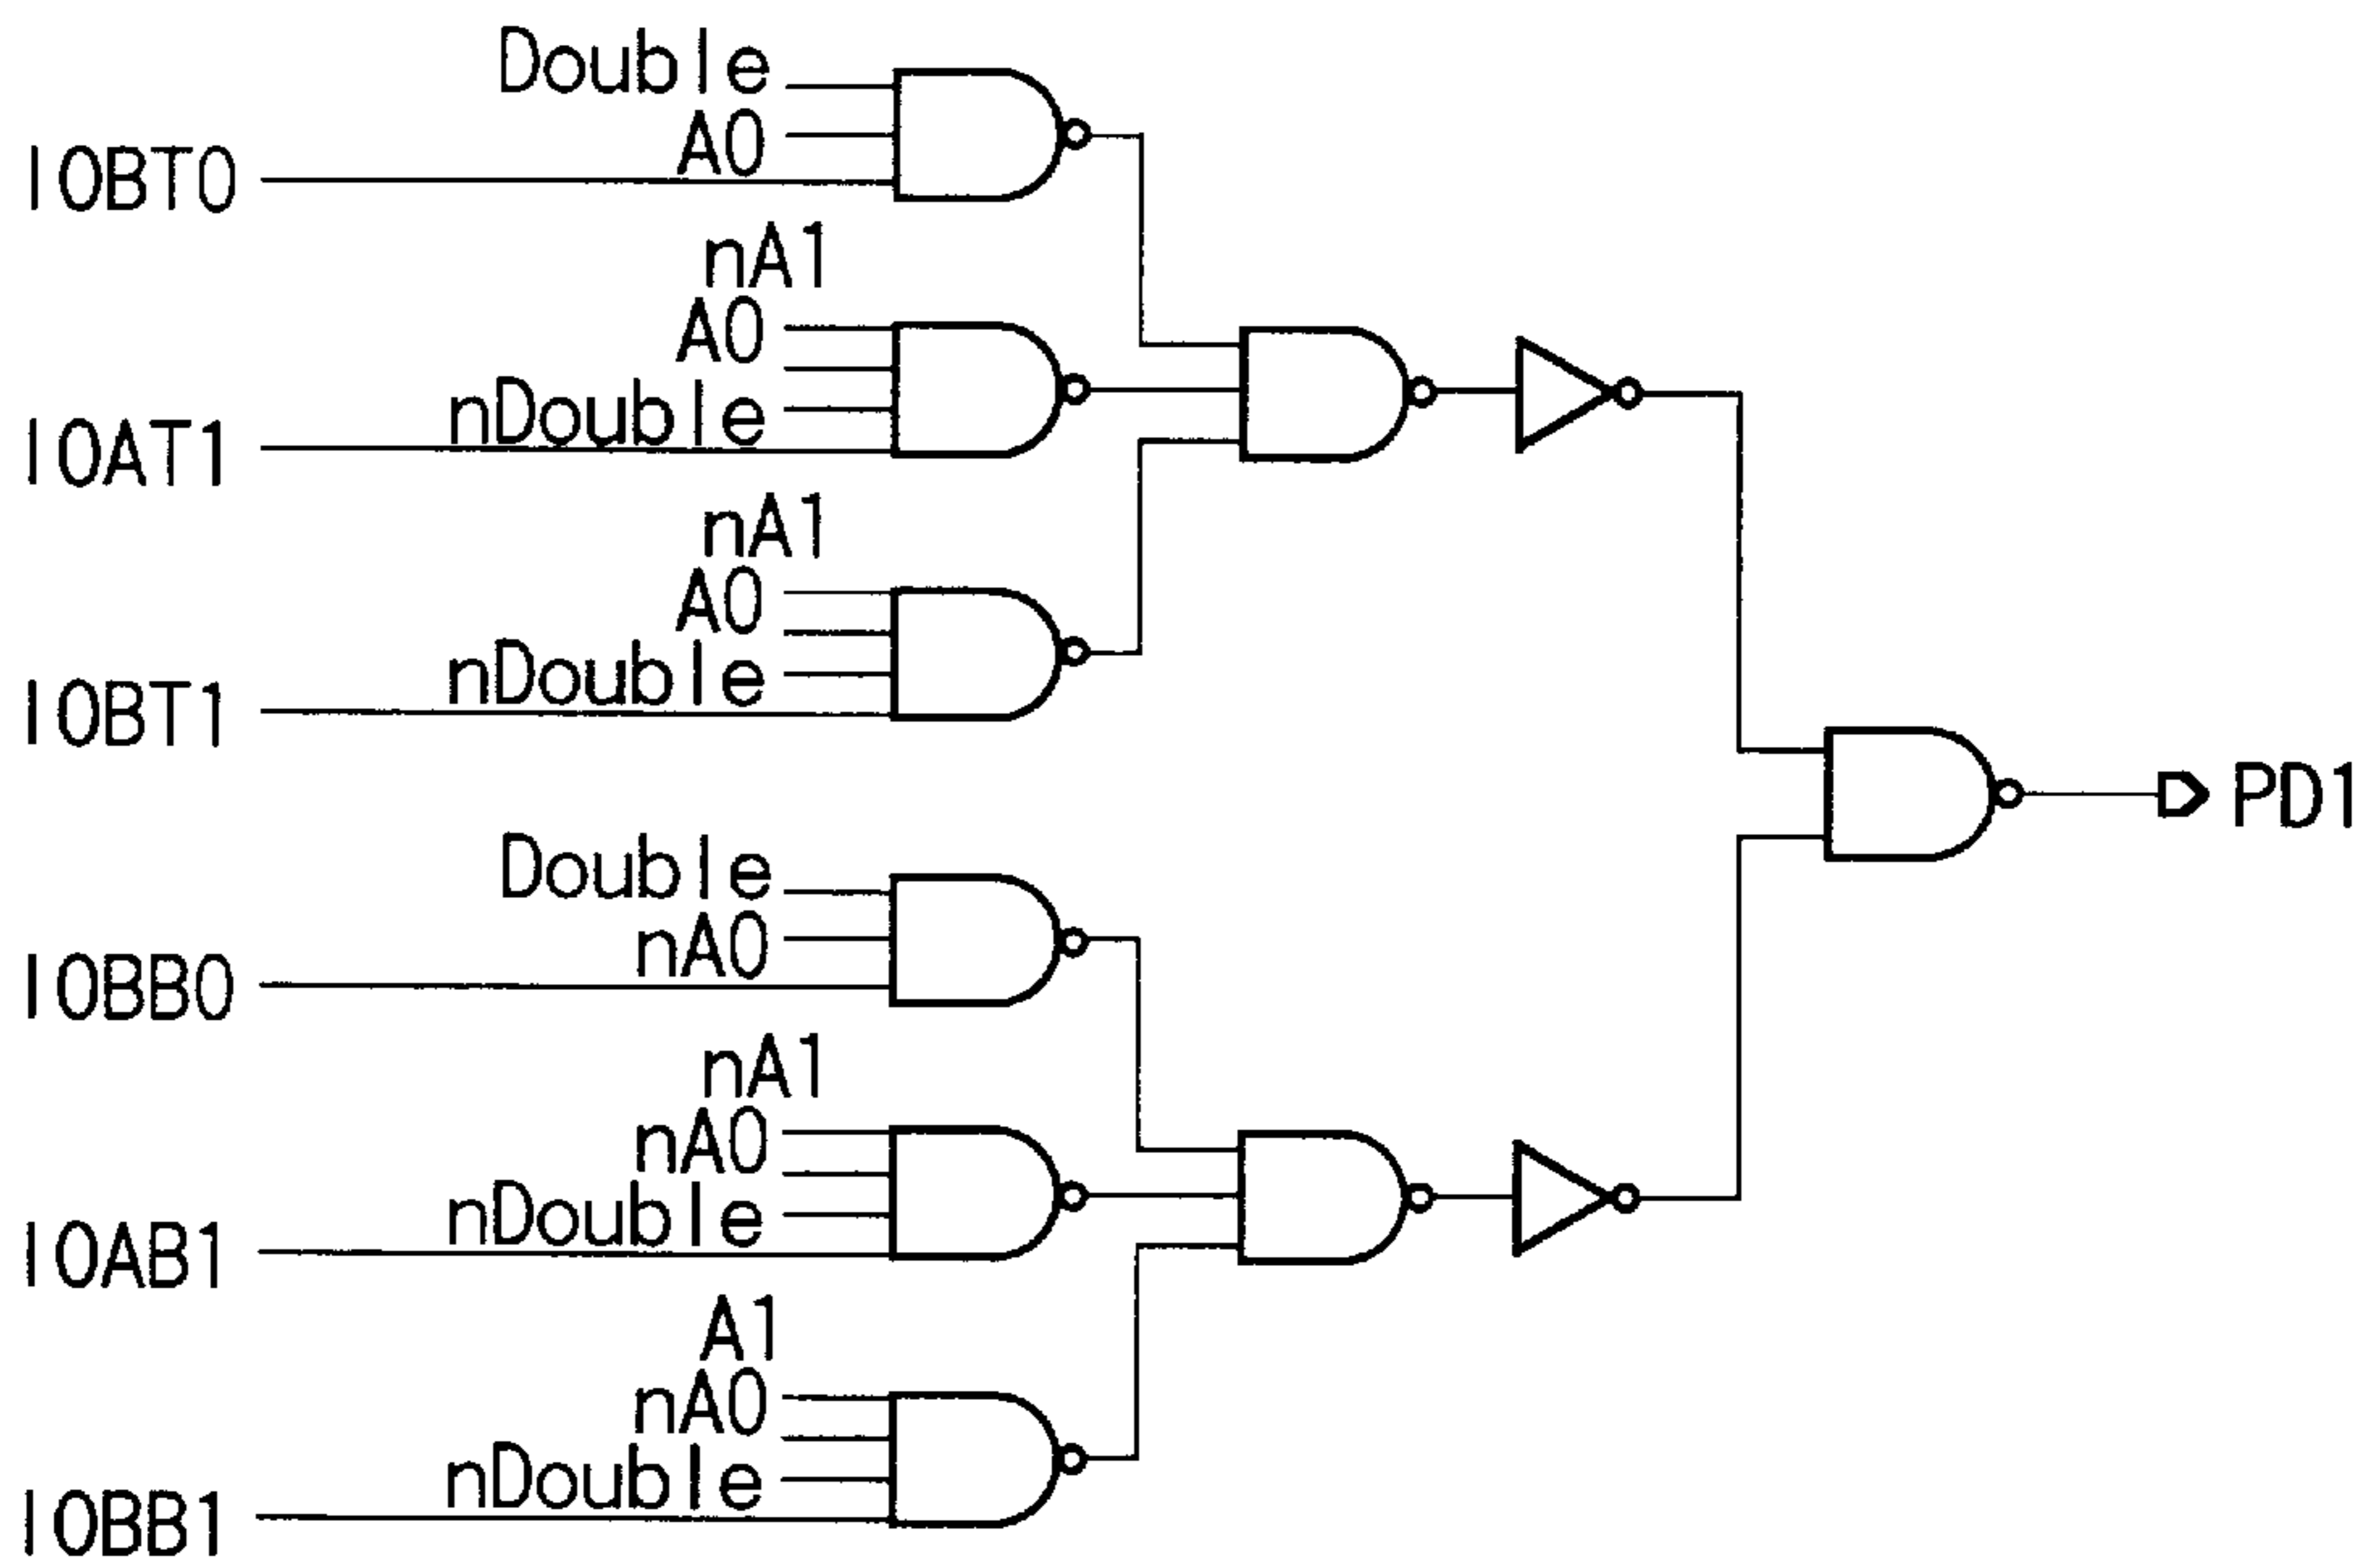 Double
A0
IOBT0
nA1
A0
nDouble
IOAT1
nA1
A0
nDouble
IOBT1
PD1
Double
nA0
IOBB0
nA1
nA0
nDouble
IOAB1
A1
nA0
nDouble
IOBB1